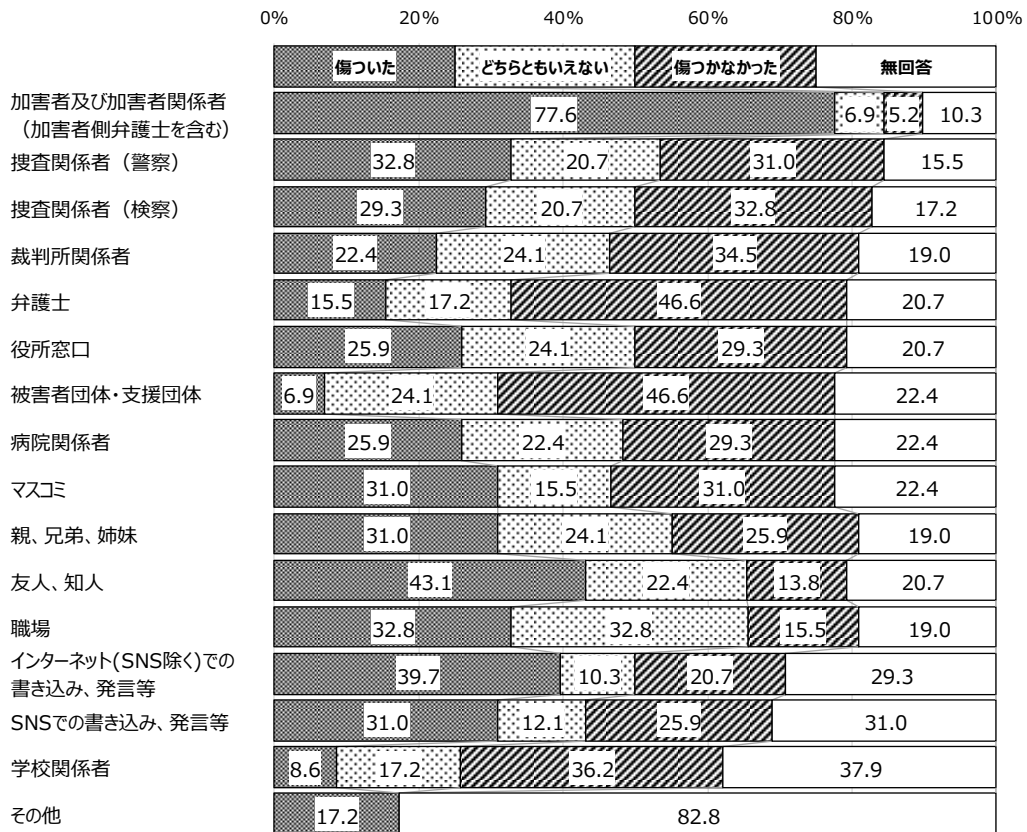 0% 20% 40% 60% 80% 100%
傷ついた どちらともいえない 傷つかなかった 無回答
加害者及び加害者関係者
（加害者側弁護士を含む） 77.6 6.9 5.2 10.3
捜査関係者（警察） 32.8 20.7 31.0 15.5
捜査関係者（検察） 29.3 20.7 32.8 17.2
裁判所関係者 22.4 24.1 34.5 19.0
弁護士 15.5 17.2 46.6 20.7
役所窓口 25.9 24.1 29.3 20.7
被害者団体・支援団体 6.9 24.1 46.6 22.4
病院関係者 25.9 22.4 29.3 22.4
マスコミ 31.0 15.5 31.0 22.4
親、兄弟、姉妹 31.0 24.1 25.9 19.0
友人、知人 43.1 22.4 13.8 20.7
職場 32.8 32.8 15.5 19.0
インターネット(SNS除く)での
書き込み、発言等 39.7 10.3 20.7 29.3
SNSでの書き込み、発言等 31.0 12.1 25.9 31.0
学校関係者 8.6 17.2 36.2 37.9
その他 17.2 82.8